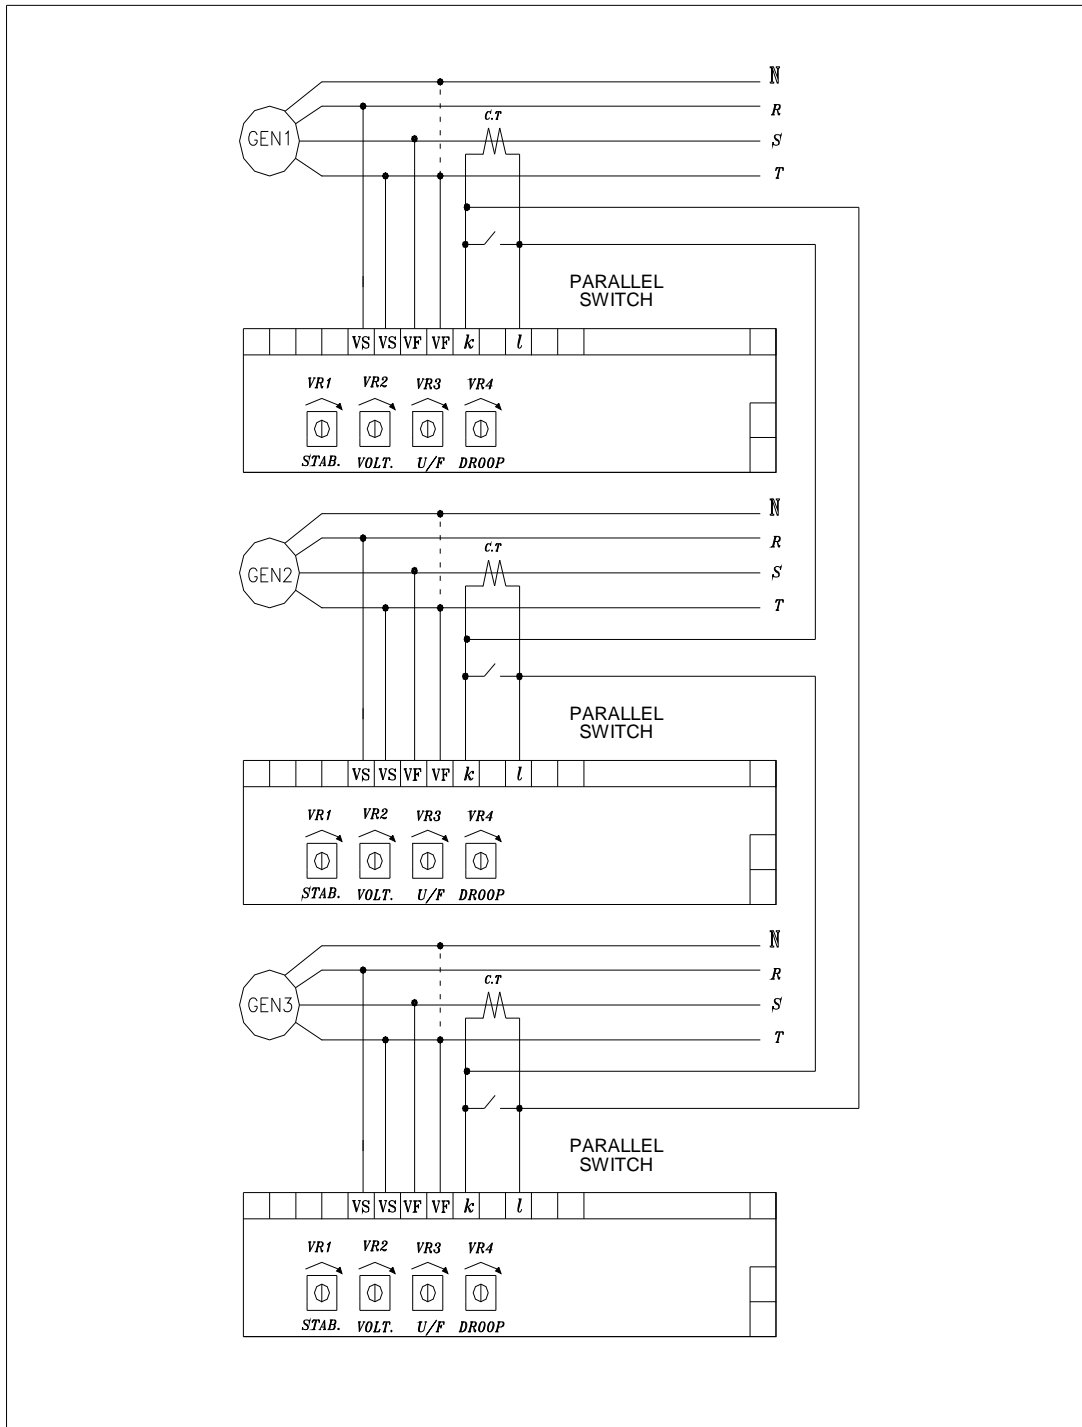 N
R
C.T
GEN1
S
T
PARALLEL
SWITCH
VS VS VF VF k l
VR1 VR2 VR3 VR4
STAB. VOLT. U/F DROOP
N
R
C.T
GEN2
S
T
PARALLEL
SWITCH
VS VS VF VF k l
VR1 VR2 VR3 VR4
STAB. VOLT. U/F DROOP
N
R
C.T
GEN3
S
T
PARALLEL
SWITCH
VS VS VF VF k l
VR1 VR2 VR3 VR4
STAB. VOLT. U/F DROOP